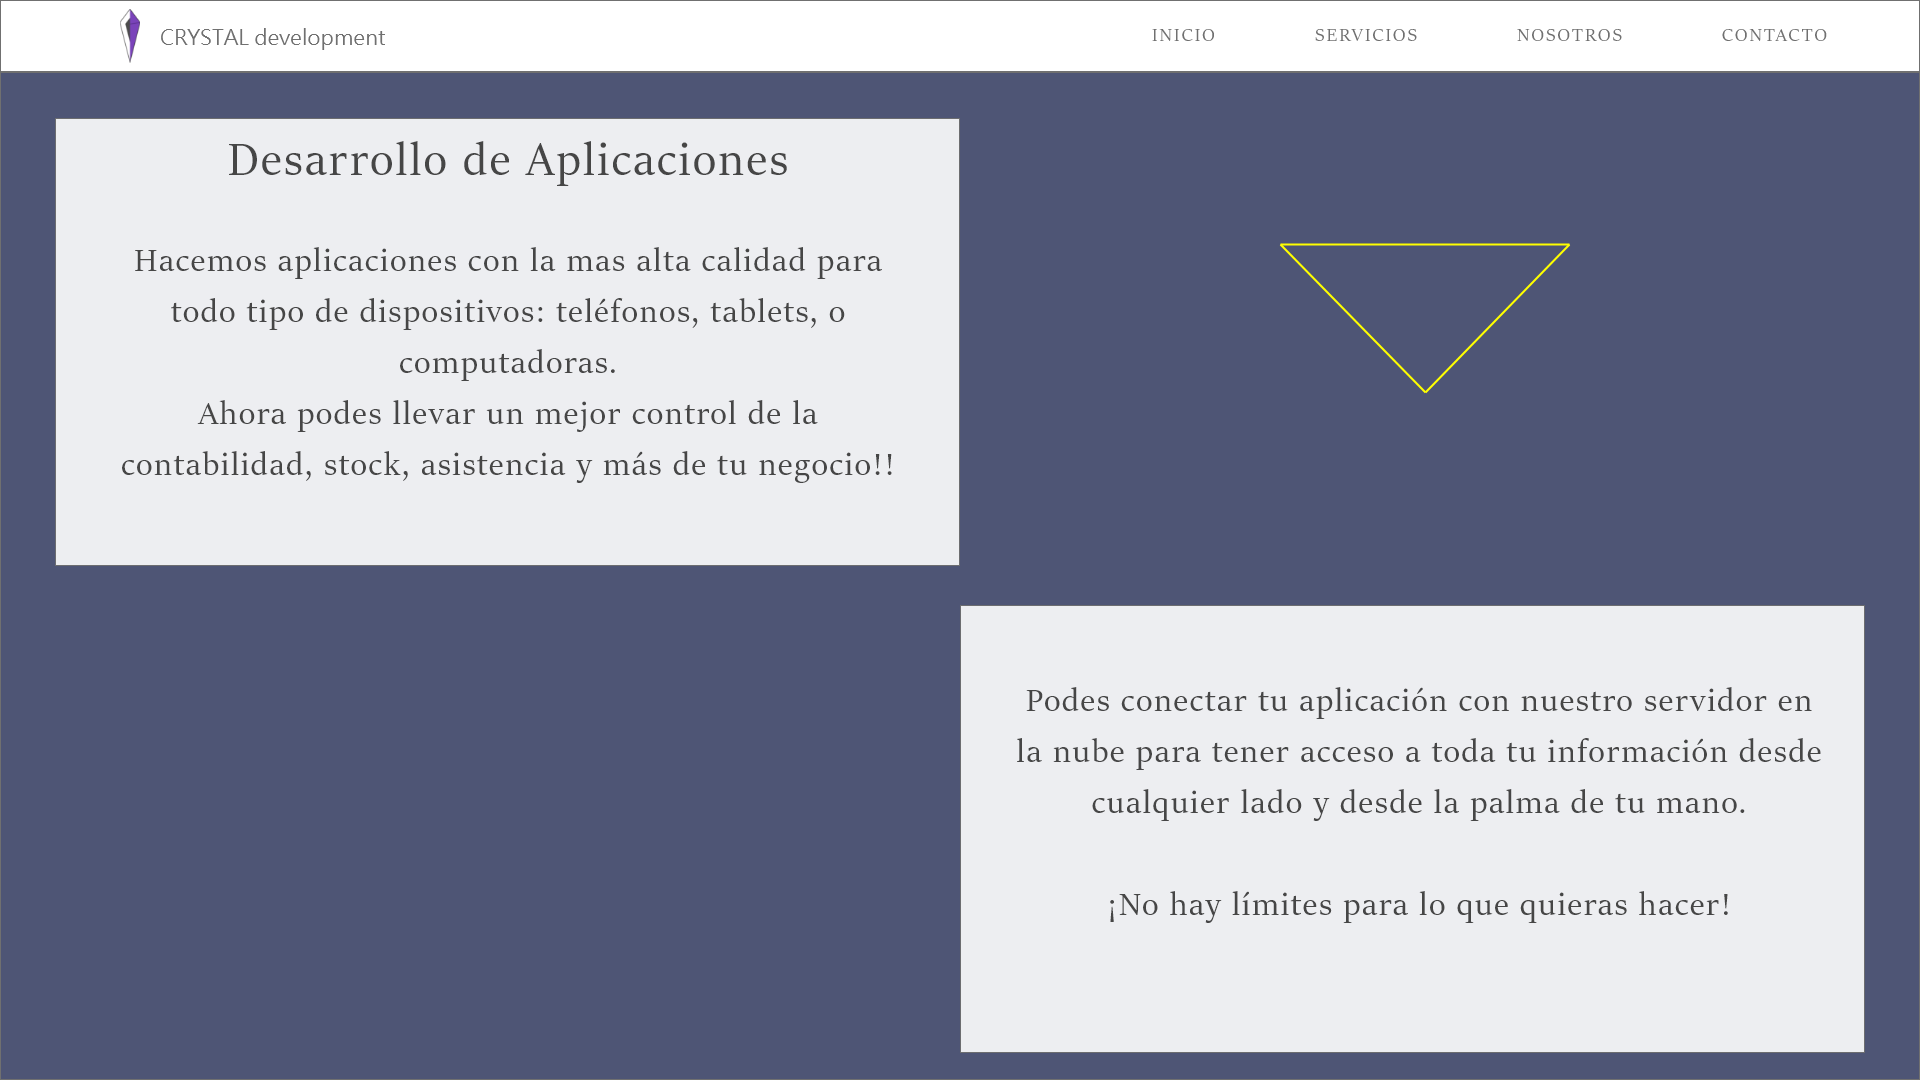 CRYSTAL development
INICIO
SERVICIOS
NOSOTROS
CONTACTO
Desarrollo de Aplicaciones
Hacemos aplicaciones con la mas alta calidad para
todo tipo de dispositivos: teléfonos, tablets, o
computadoras.
Ahora podes llevar un mejor control de la
contabilidad, stock, asistencia y más de tu negocio!!
Podes conectar tu aplicación con nuestro servidor en
la nube para tener acceso a toda tu información desde
cualquier lado y desde la palma de tu mano.
¡No hay límites para lo que quieras hacer!